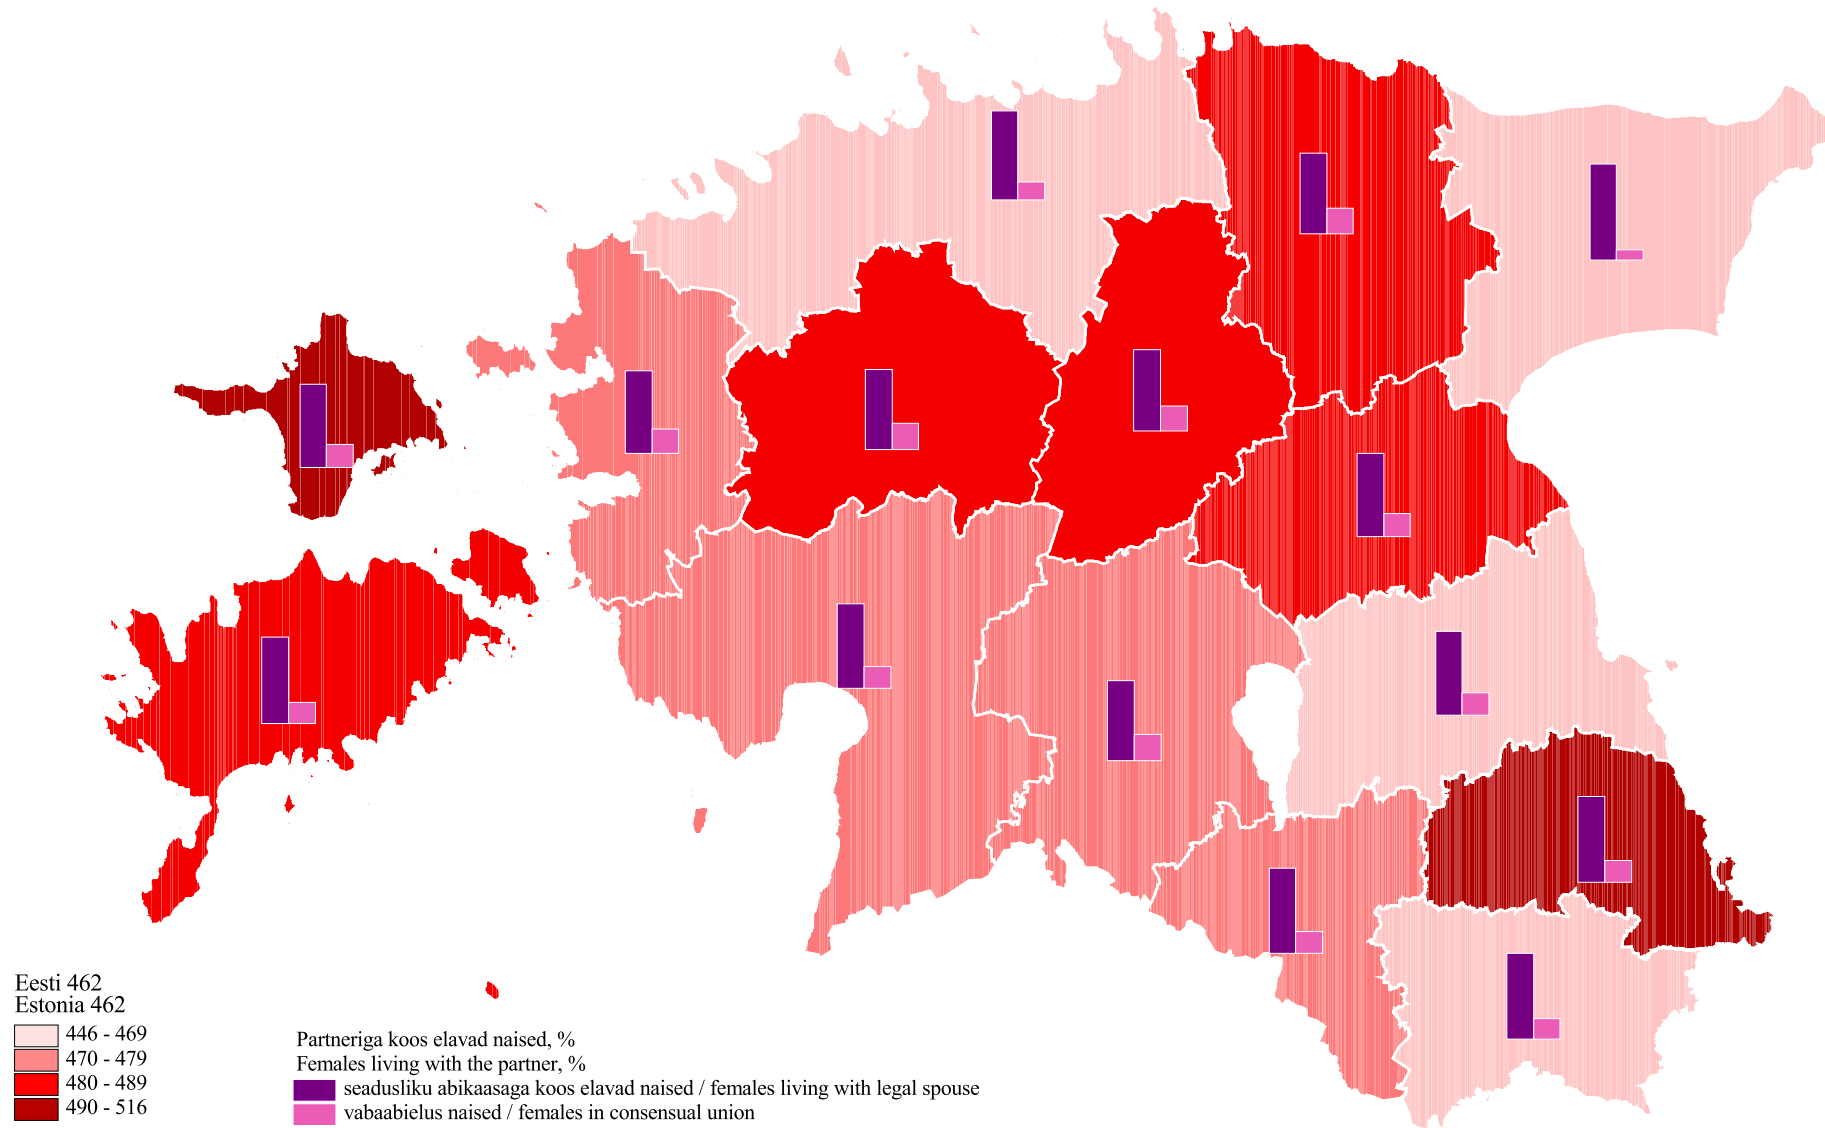 Eesti 462
Estonia 462
446 - 469
470 - 479
480 - 489
490 - 516
Partneriga koos elavad naised, %
Females living with the partner, %
seadusliku abikaasaga koos elavad naised / females living with legal spouse
vabaabielus naised / females in consensual union